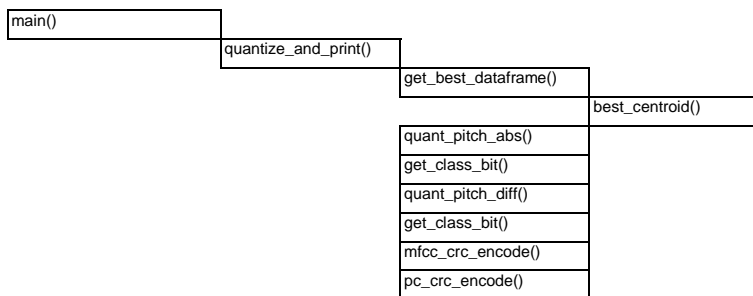 main()
quantize_and_print()
get_best_dataframe()
best_centroid()
quant_pitch_abs()
get_class_bit()
quant_pitch_diff()
get_class_bit()
mfcc_crc_encode()
pc_crc_encode()